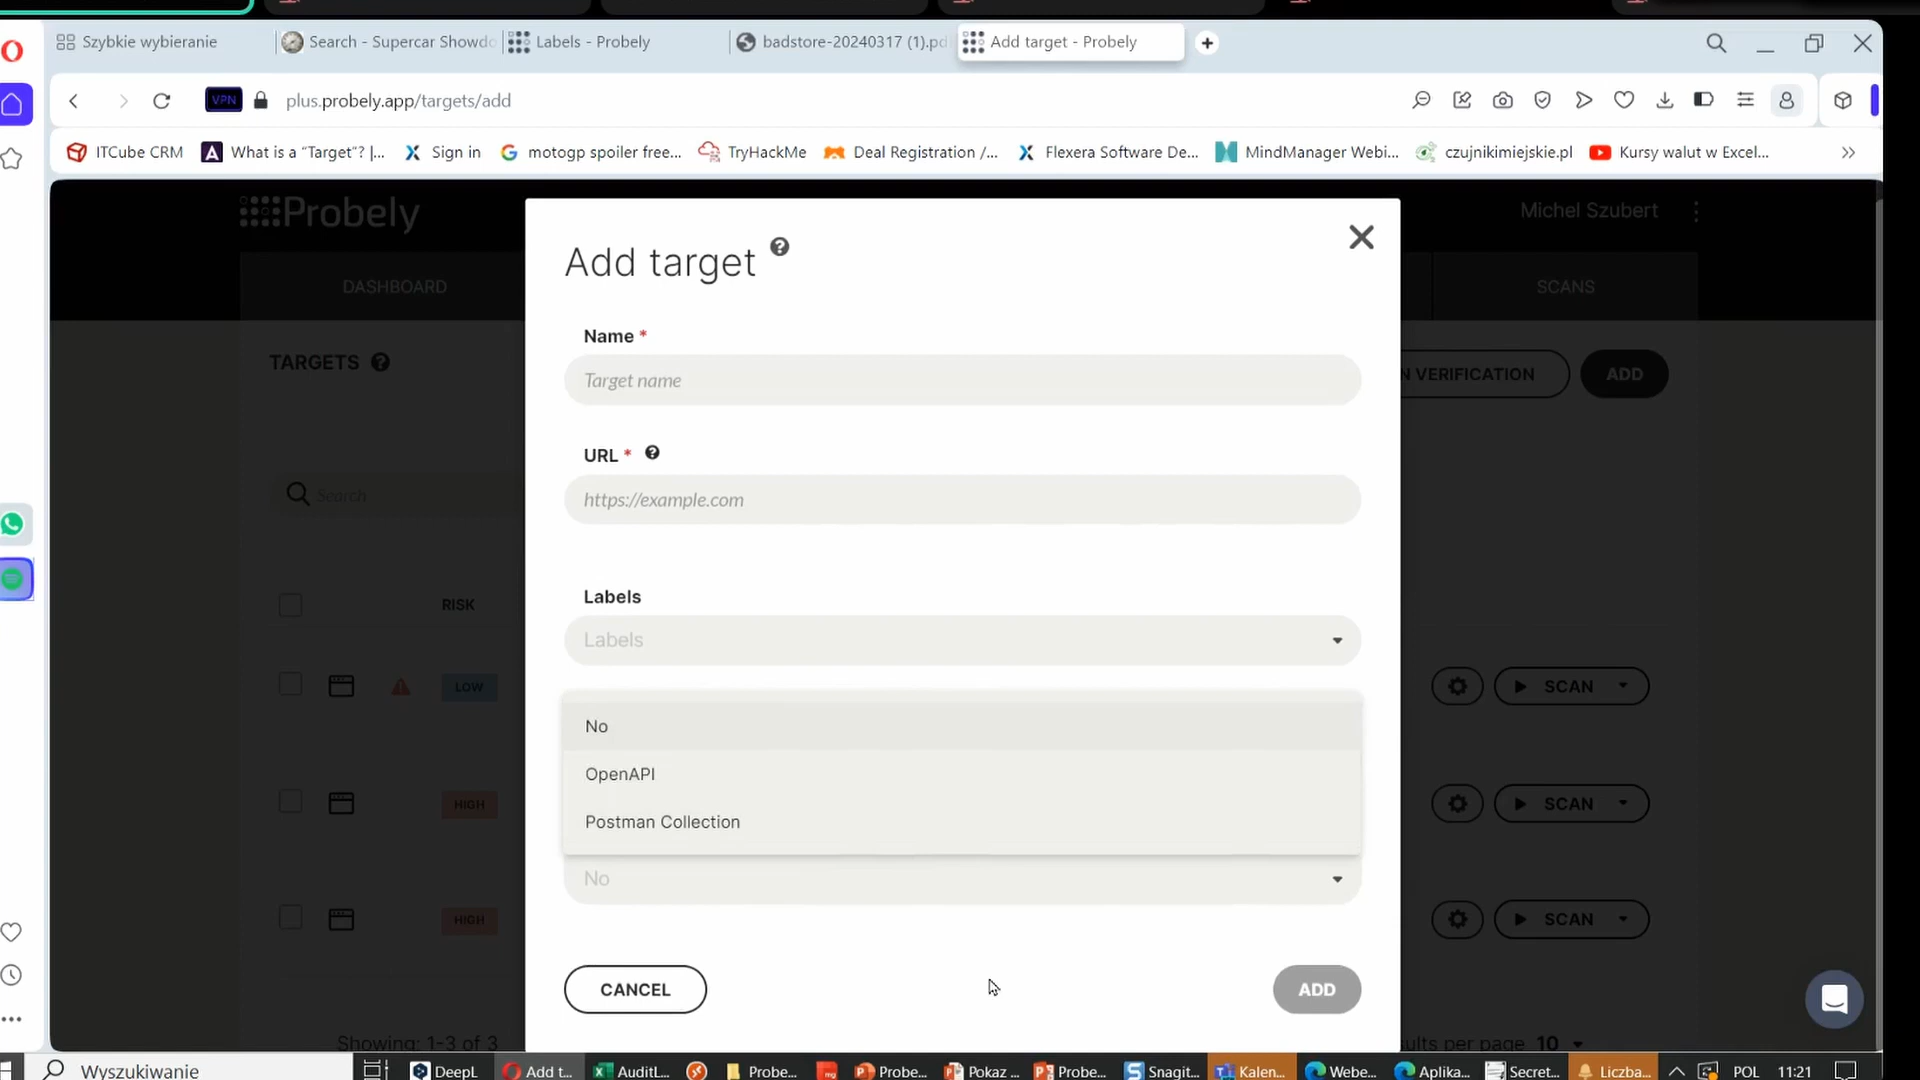 Szybkie wybieranie
Search - Supercar Showdo
Labels - Probely
badstore-20240317 (1).pd
Add target - Probely
VPN
plus.probely.app/targets/add
ITCube CRM
What is a “Target”? |...
Sign in
motogp spoiler free...
TryHackMe
Deal Registration /...
Flexera Software De...
MindManager Webi...
czujnikimiejskie.pl
Kursy walut w Excel...
Probely
Michel Szubert
DASHBOARD
SCANS
TARGETS
N VERIFICATION
ADD
Search
RISK
LOW
SCAN
HIGH
SCAN
HIGH
SCAN
Showing: 1-3 of 3
sults per page 10
Add target
Name *
Target name
URL *
https://example.com
Labels
Labels
No
OpenAPI
Postman Collection
No
CANCEL
ADD
Wyszukiwanie
DeepL
Add t...
AuditL...
Probe...
Probe...
Pokaz ...
Probe...
Snagit...
Kalen...
Webe...
Aplika...
Secret...
Liczba...
POL
11:21